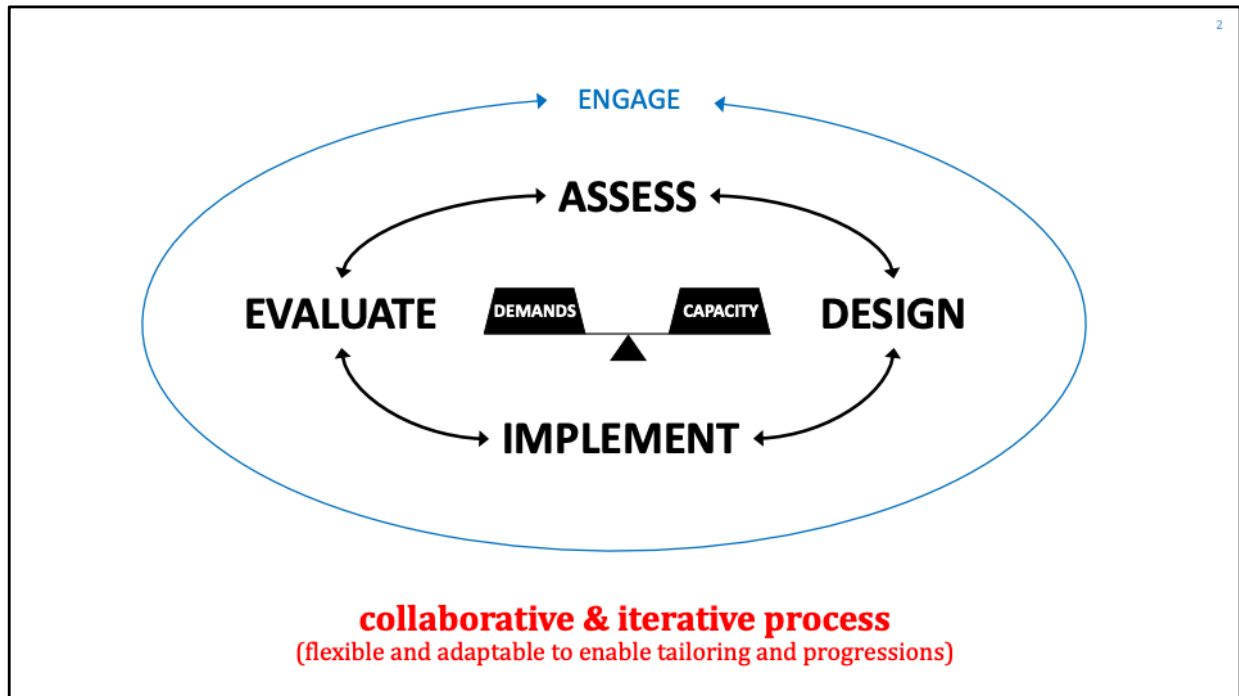 2
ENGAGE
ASSESS
EVALUATE
DEMANDS
CAPACITY
DESIGN
IMPLEMENT
collaborative & iterative process
(flexible and adaptable to enable tailoring and progressions)